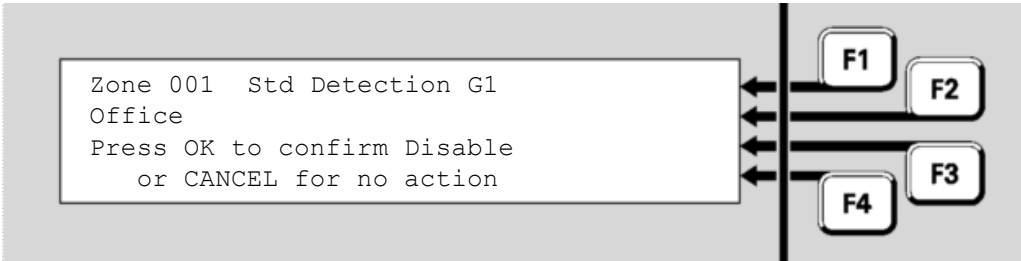 Zone 001  Std Detection G1
Office
Press OK to confirm Disable
   or CANCEL for no action
F1
F2
F3
F4